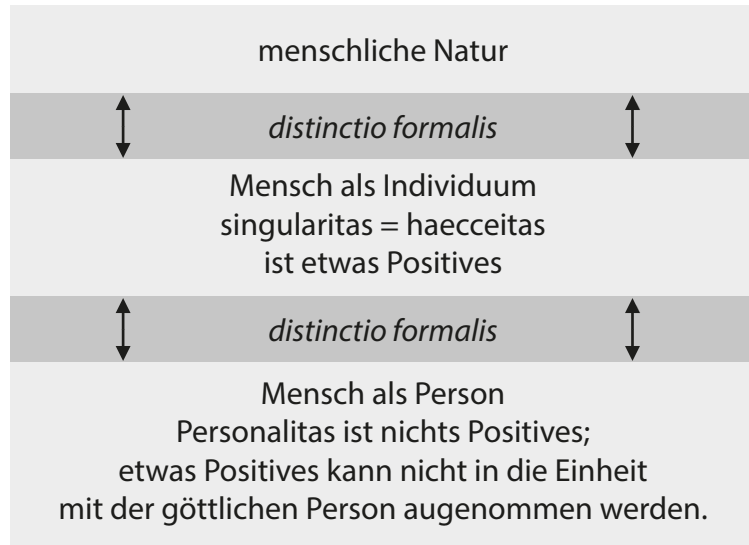 menschliche Natur
distinctio formalis
Mensch als Individuum
singularitas = haecceitas
ist etwas Positives
distinctio formalis
Mensch als Person
Personalitas ist nichts Positives;
etwas Positives kann nicht in die Einheit
mit der göttlichen Person augenommen werden.